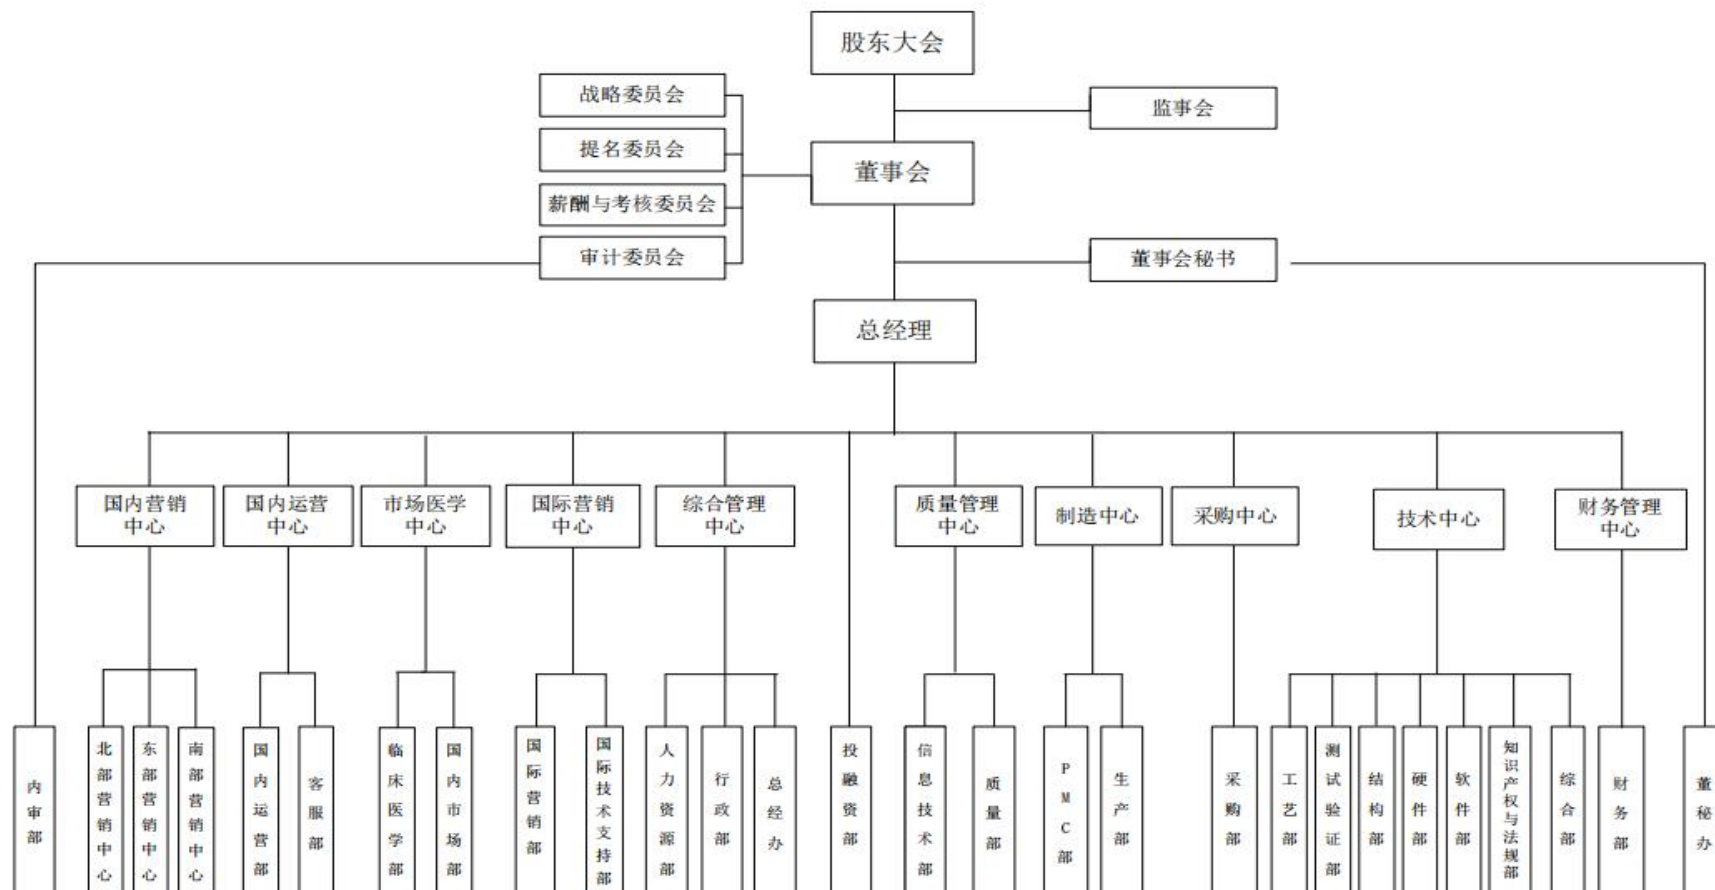 股东大会
战略委员会
监事会
提名委员会
董事会
薪酬与考核委员会
审计委员会
董事会秘书
总经理
国内营销
中心
国内运营
中心
市场医学
中心
国际营销
中心
综合管理
中心
质量管理
中心
制造中心
采购中心
技术中心
财务管理
中心
内审部
北部营销中心
东部营销中心
南部营销中心
国内运营部
客服部
临床医学部
国内市场部
国际营销部
国际技术支持部
人力资源部
行政部
总经办
投融资部
信息技术部
质量部
PMC部
生产部
采购部
工艺部
测试验证部
结构部
硬件部
软件部
知识产权与法规部
综合部
财务部
董秘办